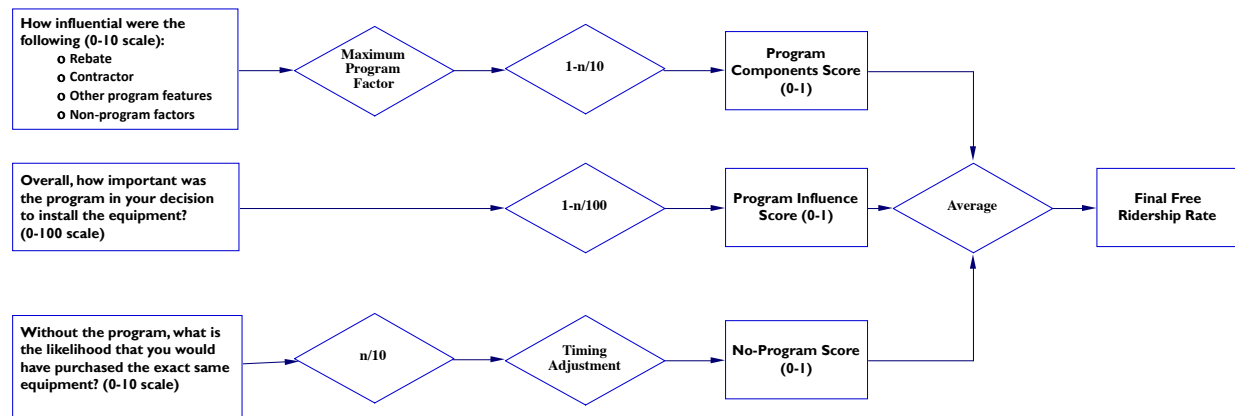 How influential were the
following (0-10 scale):
o Rebate
o Contractor
o Other program features
o Non-program factors
Maximum
Program
Factor
1-n/10
Program
Components Score
(0-1)
Overall, how important was
the program in your decision
to install the equipment?
(0-100 scale)
1-n/100
Program Influence
Score (0-1)
Average
Final Free
Ridership Rate
Without the program, what is
the likelihood that you would
have purchased the exact same
equipment? (0-10 scale)
n/10
Timing
Adjustment
No-Program Score
(0-1)